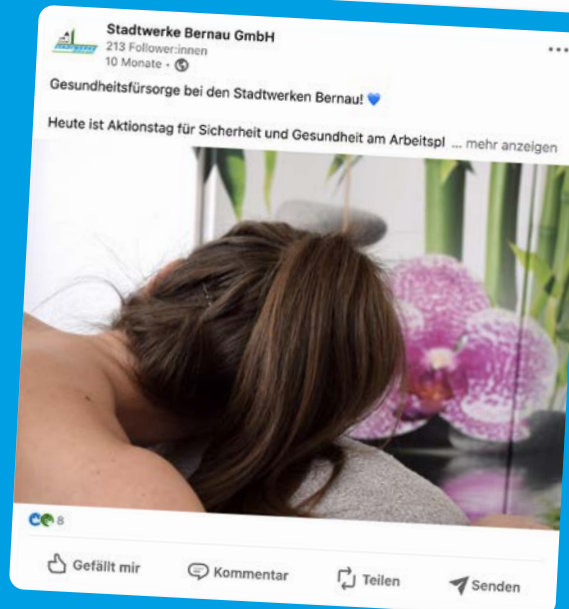 Stadtwerke Bernau GmbH
213 Follower:innen
10 Monate •
Gesundheitsfürsorge bei den Stadtwerken Bernau! 💙
Heute ist Aktionstag für Sicherheit und Gesundheit am Arbeitspl ... mehr anzeigen
8
Gefällt mir
Kommentar
Teilen
Senden